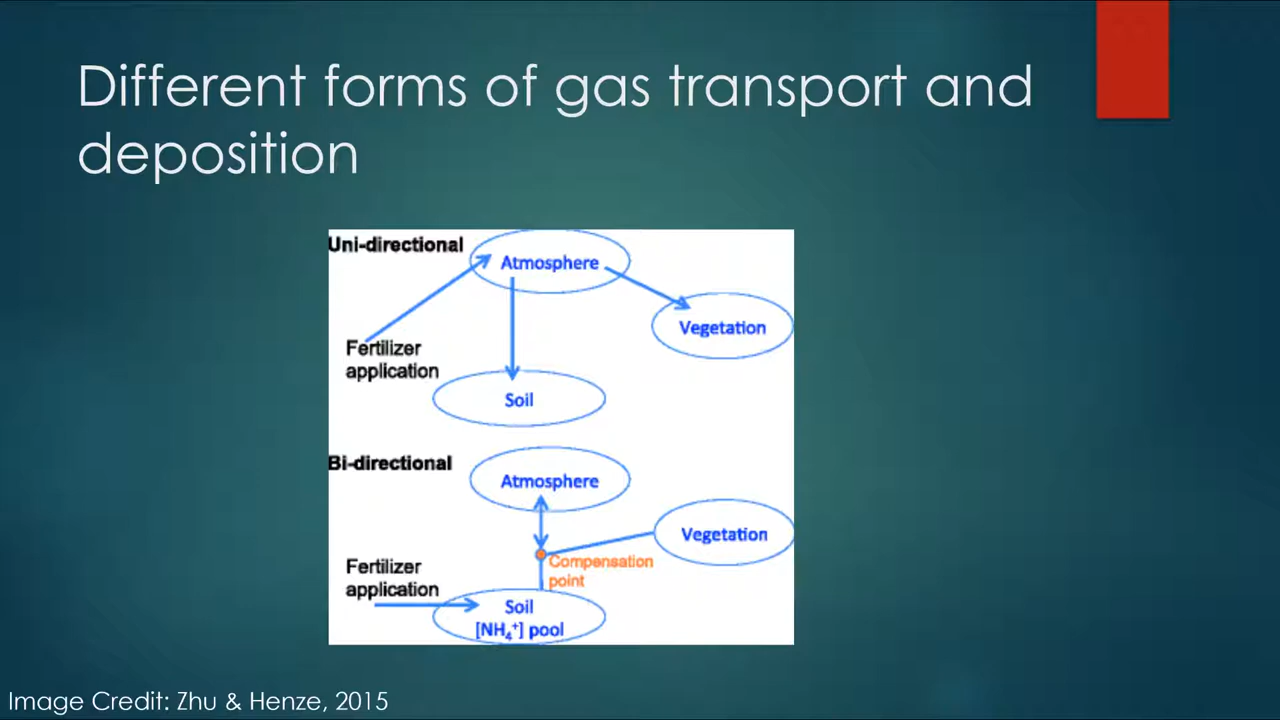 Different forms of gas transport and
deposition
Uni-directional
Atmosphere
Vegetation
Fertilizer
application
Soil
Bi-directional
Atmosphere
Vegetation
Compensation
point
Fertilizer
application
Soil
[NH₄⁺] pool
Image Credit: Zhu & Henze, 2015